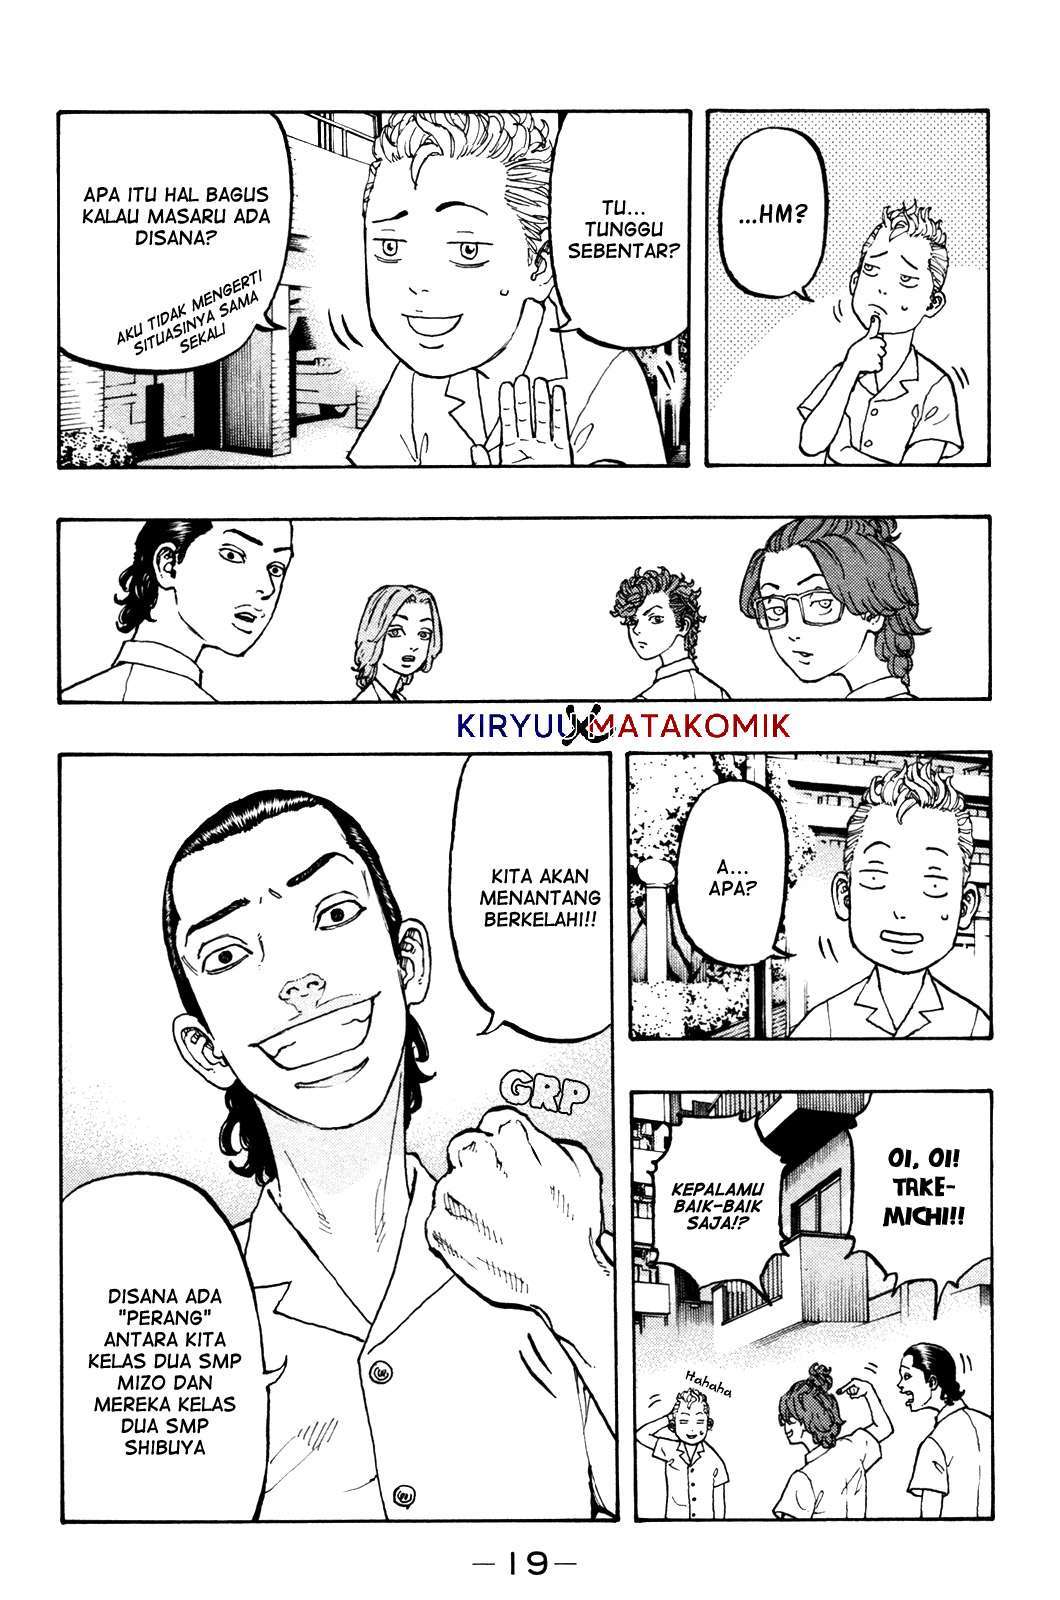 ...HM?
TU...
TUNGGU
SEBENTAR?
APA ITU HAL BAGUS
KALAU MASARU ADA
DISANA?
AKU TIDAK MENGERTI
SITUASINYA SAMA
SEKALI
KIRYUU X MATAKOMIK
A...
APA?
KITA AKAN
MENANTANG
BERKELAHI!!
GRP
DISANA ADA
"PERANG"
ANTARA KITA
KELAS DUA SMP
MIZO DAN
MEREKA KELAS
DUA SMP
SHIBUYA
OI, OI!
TAKE-
MICHI!!
KEPALAMU
BAIK-BAIK
SAJA!?
Hahaha
—19—